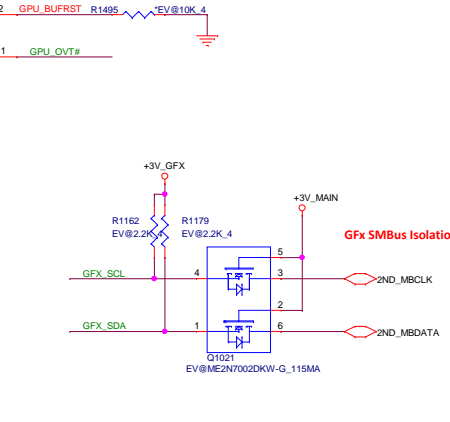 2 GPU_BUFRST R1495 *EV@10K_4
1 GPU_OVT#
+3V_GFX
+3V_MAIN
R1162 R1179
EV@2.2K_4 EV@2.2K_4
GFx SMBus Isolatio
5
GFX_SCL 4 3 2ND_MBCLK
2
GFX_SDA 1 6 2ND_MBDATA
Q1021
EV@ME2N7002DKW-G_115MA